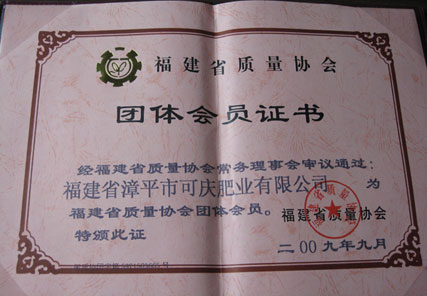 福建省质量协会
团体会员证书
经福建省质量协会常务理事会审议通过:
福建省漳平市可庆肥业有限公司 为
福建省质量协会团体会员。
福建省质量协会
特颁此证
二00九年九月